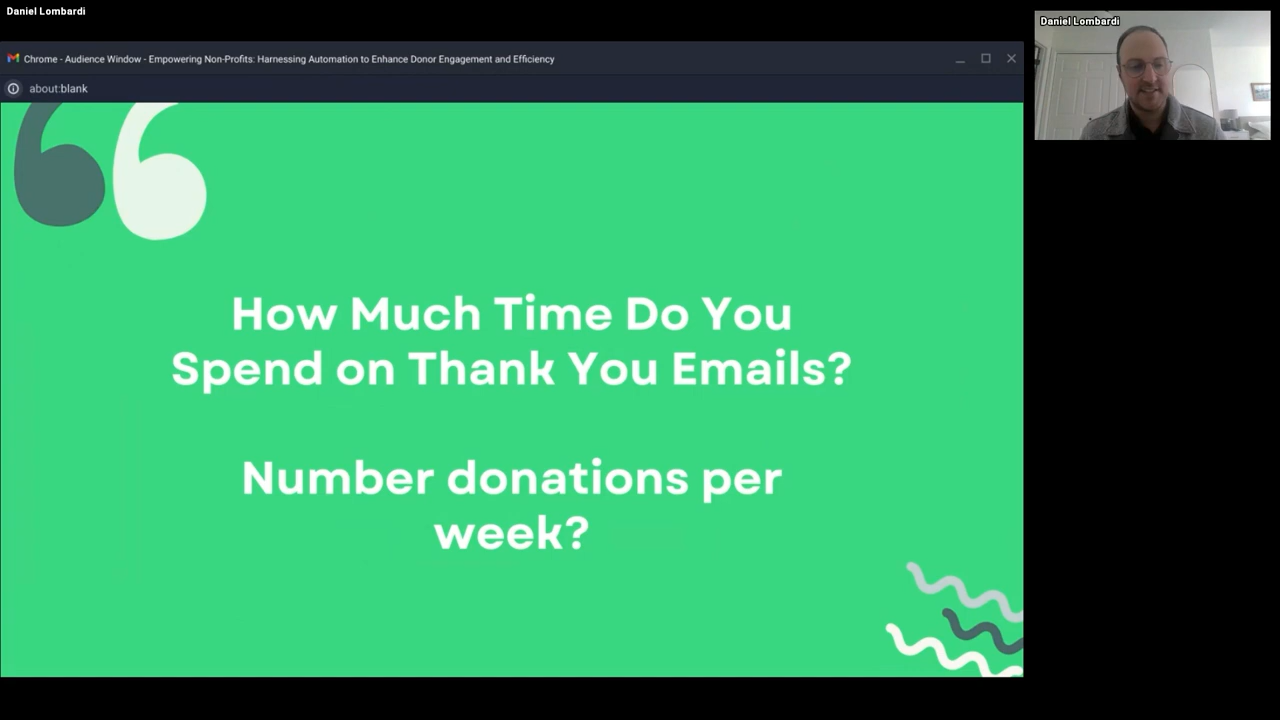 Daniel Lombardi
Daniel Lombardi
Chrome - Audience Window - Empowering Non-Profits: Harnessing Automation to Enhance Donor Engagement and Efficiency
about:blank
How Much Time Do You
Spend on Thank You Emails?
Number donations per
week?